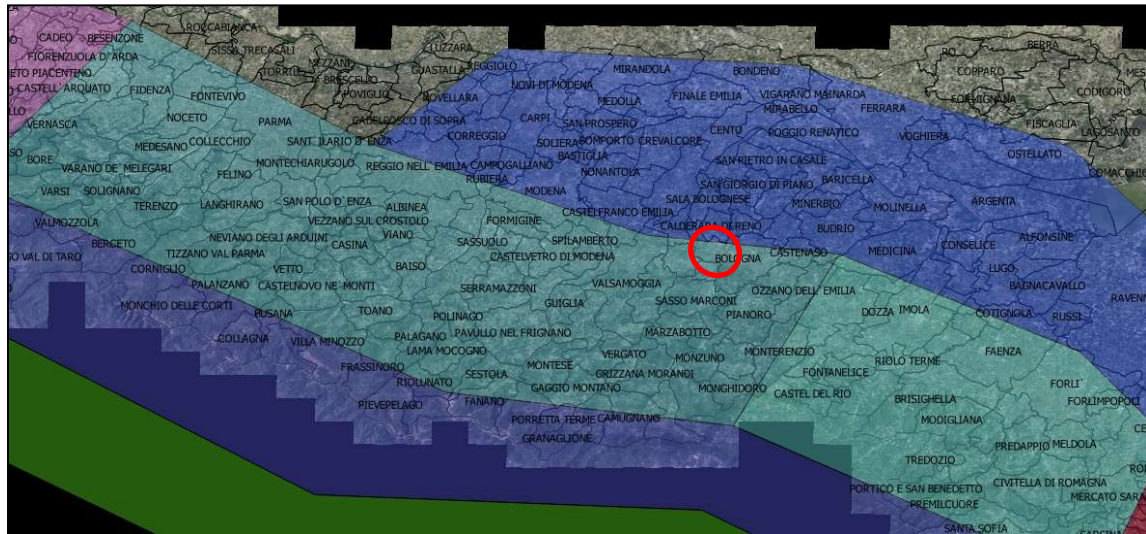 ROCCABIANCA
CADEO
BESENZONE
SISSA TRECASALI
LUZZARA
RO
BERRA
FIORENZUOLA D'ARDA
MEZZANI
GUASTALLA
REGGIOLO
MIRANDOLA
BONDENO
COPPARO
TORRILE
BRESCELLO
CASTELL'ARQUATO
FIDENZA
FONTEVIVO
POVIGLIO
NOVELLARA
NOVI DI MODENA
MEDOLLA
FINALE EMILIA
VIGARANO MAINARDA
MIRABELLO
FERRARA
FORMIGNANA
CODIGORO
VERNASCA
NOCETO
PARMA
CADELBOSCO DI SOPRA
CARPI
SAN PROSPERO
CENTO
POGGIO RENATICO
VOGHIERA
FISCAGLIA
LAGOSANTO
MEDESANO
COLLECCHIO
SANT'ILARIO D'ENZA
CORREGGIO
SOLIERA
BOMPORTO
CREVALCORE
OSTELLATO
BORE
VARANO DE' MELEGARI
FELINO
MONTECHIARUGOLO
REGGIO NELL'EMILIA
CAMPOGALLIANO
BASTIGLIA
NONANTOLA
SAN PIETRO IN CASALE
COMACCHIO
RUBIERA
VARSI
SOLIGNANO
TERENZO
LANGHIRANO
SAN POLO D'ENZA
ALBINEA
MODENA
SAN GIORGIO DI PIANO
BARICELLA
SALA BOLOGNESE
MINERBIO
MOLINELLA
ARGENTA
VALMOZZOLA
VEZZANO SUL CROSTOLO
FORMIGINE
CASTELFRANCO EMILIA
CALDERARA DI RENO
BUDRIO
ALFONSINE
BERCETO
NEVIANO DEGLI ARDUINI
CASINA
VIANO
SASSUOLO
SPILAMBERTO
CASTENASO
MEDICINA
CONSELICE
TIZZANO VAL PARMA
CASTELVETRO DI MODENA
BOLOGNA
CORNIGLIO
VETTO
BAISO
LUGO
PALANZANO
CASTELNOVO NE' MONTI
SERRAMAZZONI
VALSAMOGGIA
OZZANO DELL'EMILIA
BAGNACAVALLO
MONCHIO DELLE CORTI
BUSANA
TOANO
POLINAGO
GUIGLIA
SASSO MARCONI
PIANORO
DOZZA
IMOLA
COTIGNOLA
RUSSI
COLLAGNA
VILLA MINOZZO
PALAGANO
PAVULLO NEL FRIGNANO
MARZABOTTO
LAMA MOCOGNO
VERGATO
MONZUNO
MONTERENZIO
RIOLO TERME
FAENZA
FRASSINORO
SESTOLA
MONTESE
GRIZZANA MORANDI
FONTANELICE
RIOLUNATO
GAGGIO MONTANO
MONGHIDORO
CASTEL DEL RIO
BRISIGHELLA
FORLI'
FORLIMPOPOLI
PIEVEPELAGO
FANANO
PORRETTA TERME
CAMUGNANO
MODIGLIANA
GRANAGLIONE
PREDAPPIO
MELDOLA
TREDOZIO
PORTICO E SAN BENEDETTO
CIVITELLA DI ROMAGNA
PREMILCUORE
SANTA SOFIA